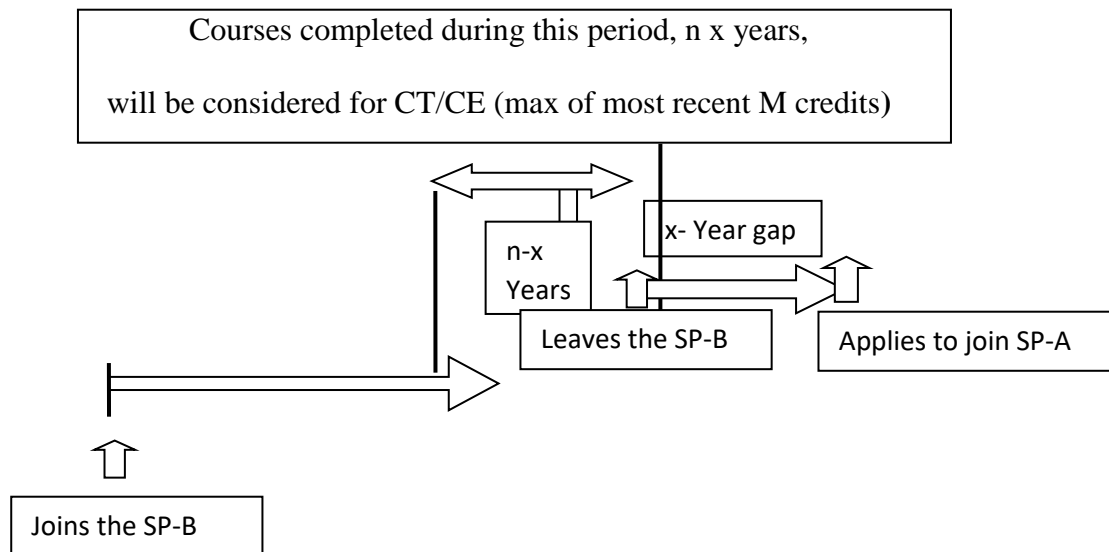 Courses completed during this period, n x years,
will be considered for CT/CE (max of most recent M credits)
x- Year gap
n-x
Years
Leaves the SP-B
Applies to join SP-A
Joins the SP-B